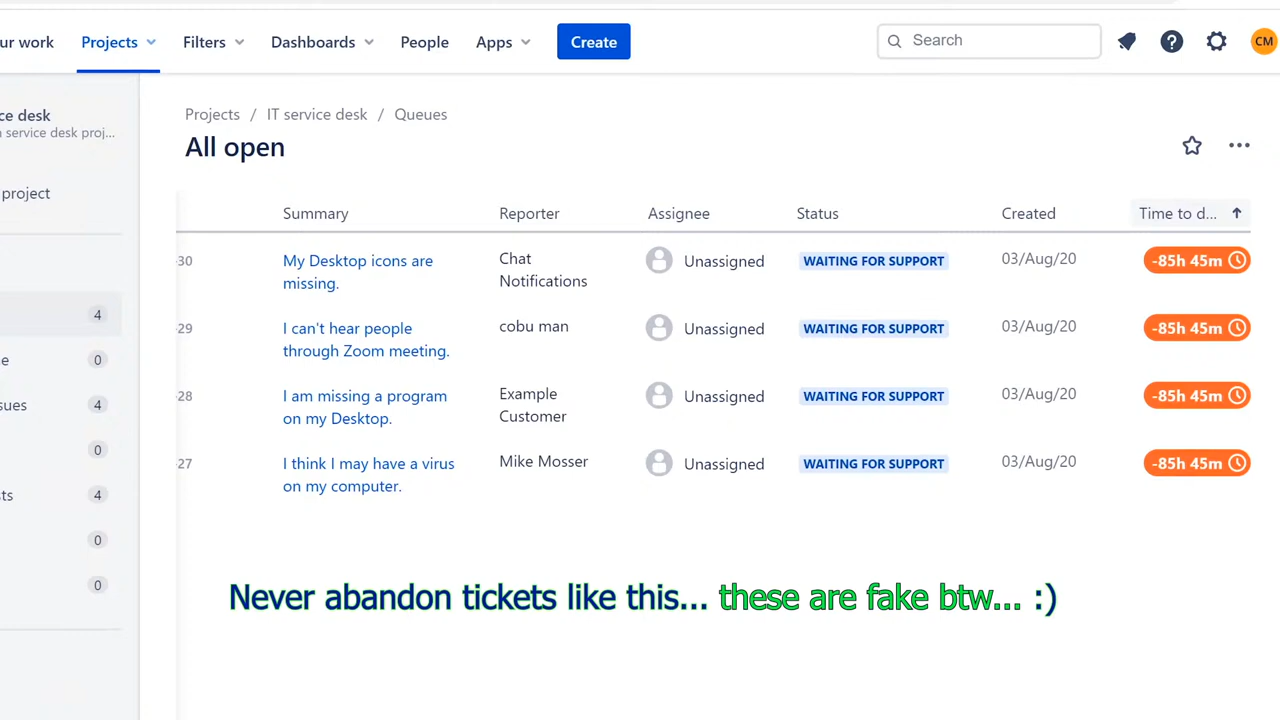 ur work Projects Filters Dashboards People Apps Create Search CM
ce desk
service desk proj...
project
4
e 0
sues 4
0
ts 4
0
0
Projects / IT service desk / Queues
All open
Summary Reporter Assignee Status Created Time to d...
-30 My Desktop icons are missing. Chat Notifications Unassigned WAITING FOR SUPPORT 03/Aug/20 -85h 45m
-29 I can't hear people through Zoom meeting. cobu man Unassigned WAITING FOR SUPPORT 03/Aug/20 -85h 45m
-28 I am missing a program on my Desktop. Example Customer Unassigned WAITING FOR SUPPORT 03/Aug/20 -85h 45m
-27 I think I may have a virus on my computer. Mike Mosser Unassigned WAITING FOR SUPPORT 03/Aug/20 -85h 45m
Never abandon tickets like this... these are fake btw... :)